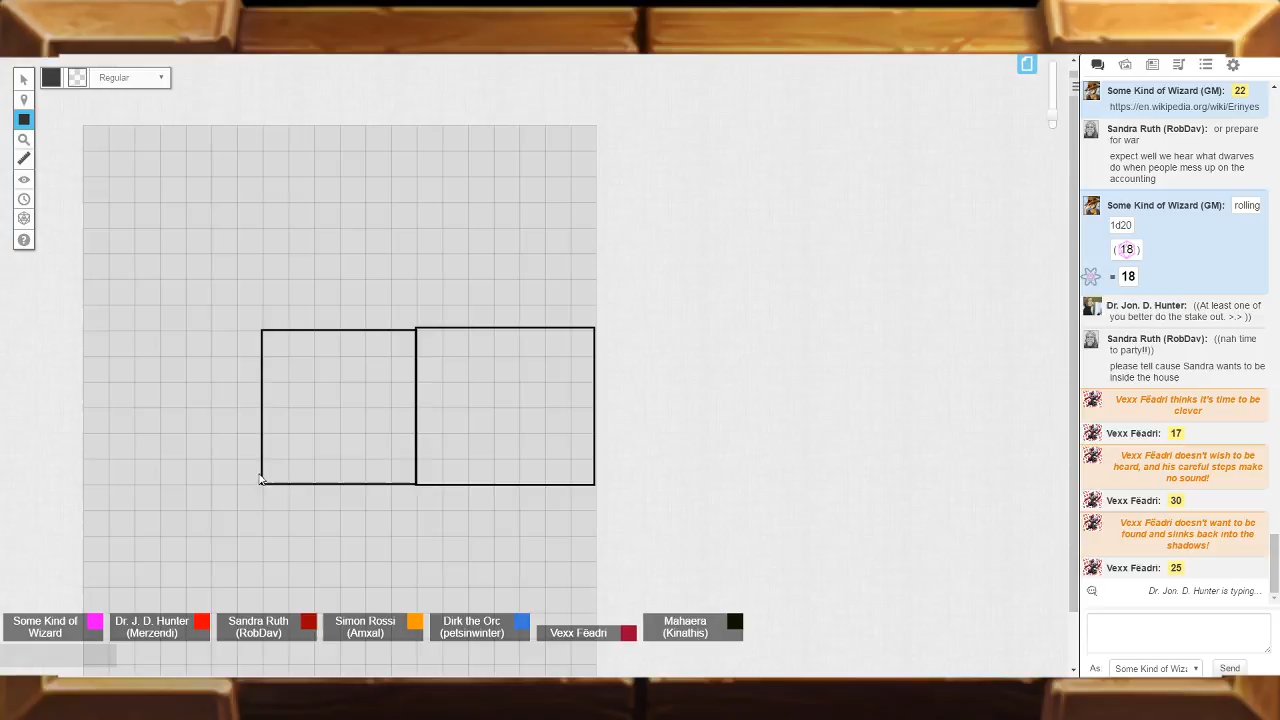 Regular
Some Kind of Wizard (GM): 22
https://en.wikipedia.org/wiki/Erinyes
Sandra Ruth (RobDav): or prepare
for war
expect well we hear what dwarves
do when people mess up on the
accounting
Some Kind of Wizard (GM): rolling
1d20
(18)
= 18
Dr. Jon. D. Hunter: ((At least one of
you better do the stake out. >.> ))
Sandra Ruth (RobDav): ((nah time
to party!!))
please tell cause Sandra wants to be
inside the house
Vexx Fëadri thinks it's time to be
clever
Vexx Fëadri: 17
Vexx Fëadri doesn't wish to be
heard, and his careful steps make
no sound!
Vexx Fëadri: 30
Vexx Fëadri doesn't want to be
found and slinks back into the
shadows!
Vexx Fëadri: 25
Dr. Jon. D. Hunter is typing...
Some Kind of
Wizard
Dr. J. D. Hunter
(Merzendi)
Sandra Ruth
(RobDav)
Simon Rossi
(Amxal)
Dirk the Orc
(petsinwinter)
Vexx Fëadri
Mahaera
(Kinathis)
As Some Kind of Wiz Send